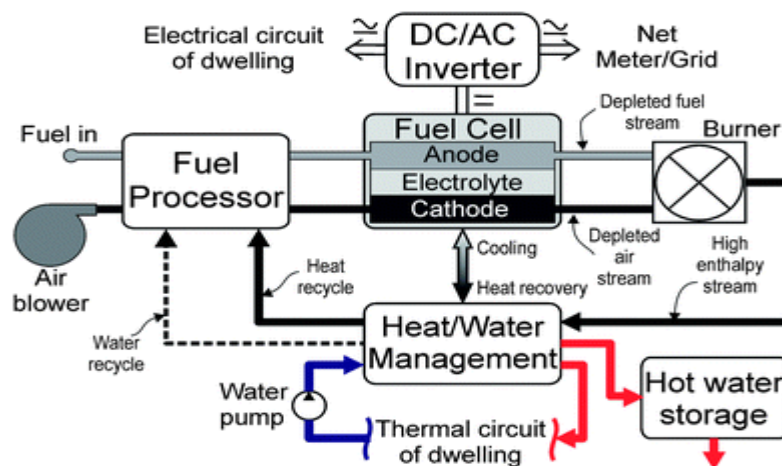 Electrical circuit
of dwelling
DC/AC
Inverter
Net
Meter/Grid
Fuel in
Fuel
Processor
Fuel Cell
Anode
Electrolyte
Cathode
Depleted fuel
stream
Burner
Air
blower
Heat
recycle
Cooling
Heat recovery
Depleted
air
stream
High
enthalpy
stream
Water
recycle
Heat/Water
Management
Water
pump
Thermal circuit
of dwelling
Hot water
storage